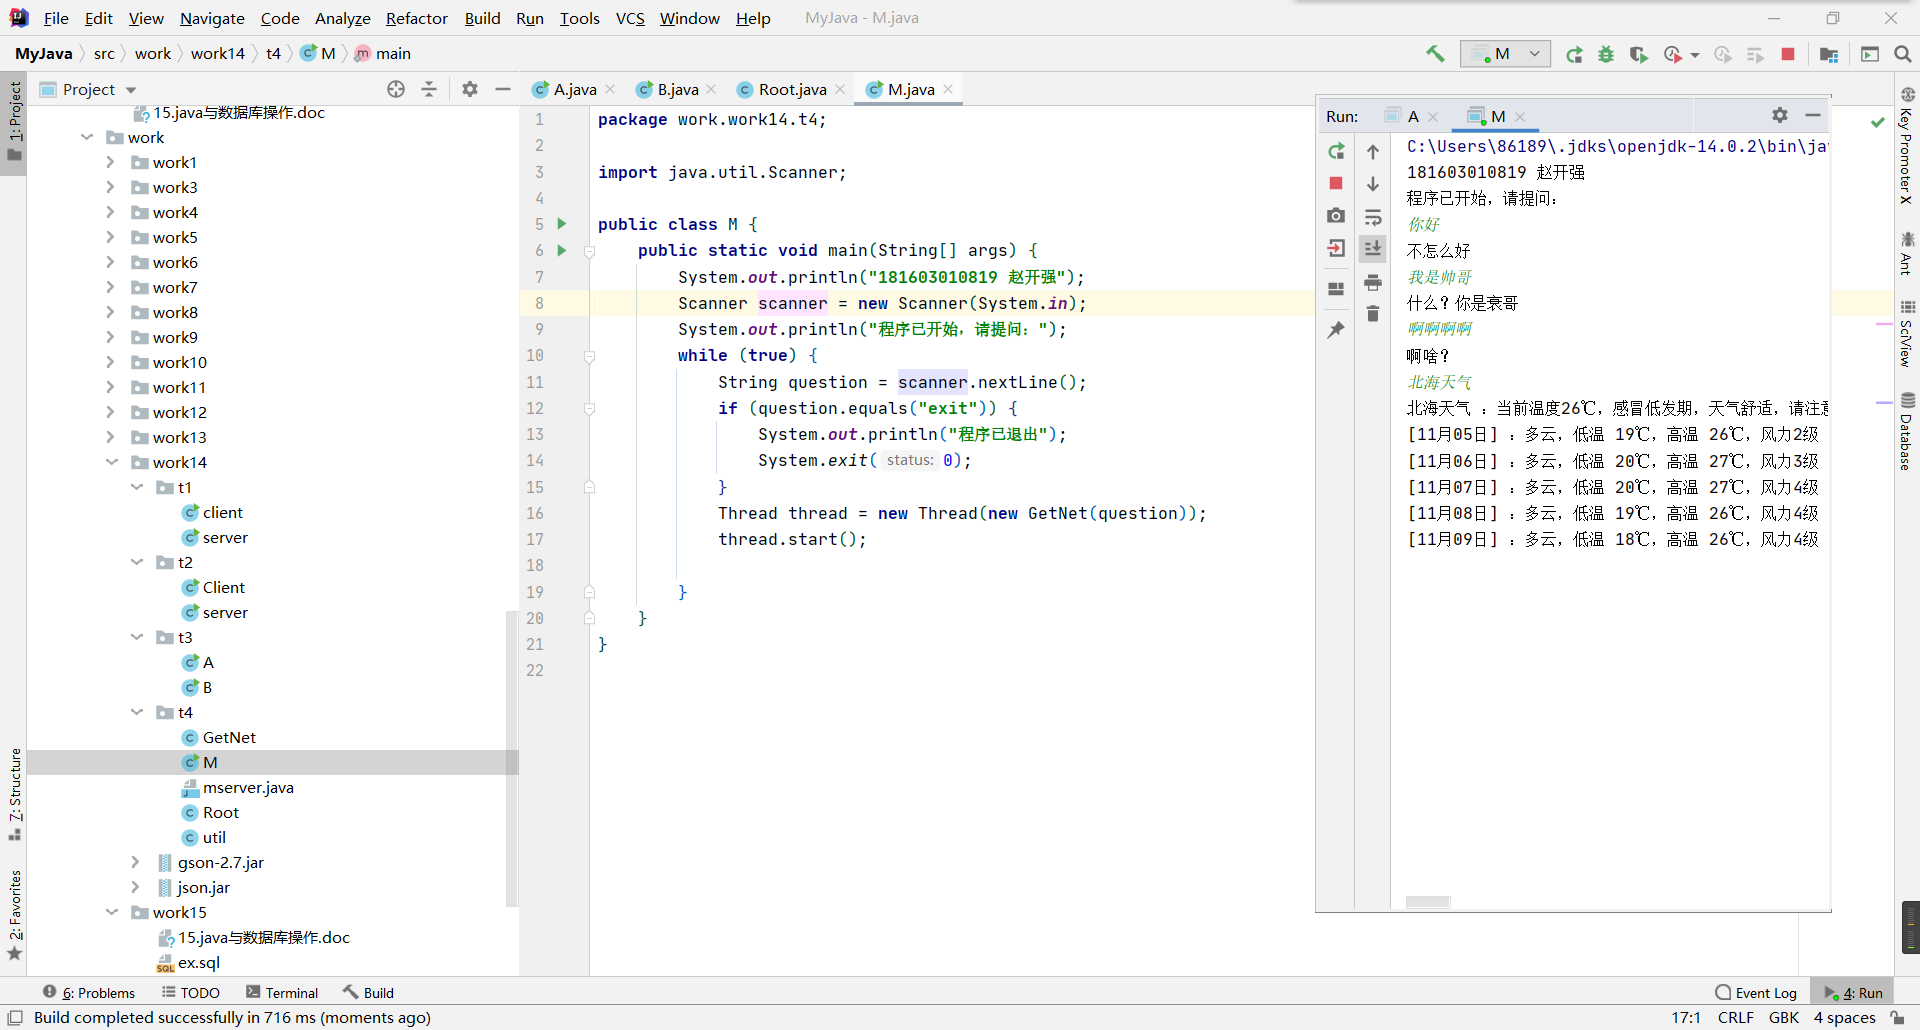 File Edit View Navigate Code Analyze Refactor Build Run Tools VCS Window Help MyJava - M.java
MyJava src work work14 t4 M main
M
1: Project
Project
A.java B.java Root.java M.java
15.java与数据库操作.doc
work
work1
work3
work4
work5
work6
work7
work8
work9
work10
work11
work12
work13
work14
t1
client
server
t2
Client
server
t3
A
B
t4
GetNet
M
mserver.java
Root
util
gson-2.7.jar
json.jar
work15
15.java与数据库操作.doc
ex.sql
7: Structure
2: Favorites
1 package work.work14.t4;
2
3 import java.util.Scanner;
4
5 public class M {
6 public static void main(String[] args) {
7 System.out.println("181603010819 赵开强");
8 Scanner scanner = new Scanner(System.in);
9 System.out.println("程序已开始，请提问：");
10 while (true) {
11 String question = scanner.nextLine();
12 if (question.equals("exit")) {
13 System.out.println("程序已退出");
14 System.exit( status: 0);
15 }
16 Thread thread = new Thread(new GetNet(question));
17 thread.start();
18
19 }
20 }
21 }
22
Run: A M
C:\Users\86189\.jdks\openjdk-14.0.2\bin\jav
181603010819 赵开强
程序已开始，请提问：
你好
不怎么好
我是帅哥
什么？你是衰哥
啊啊啊啊
啊啥？
北海天气
北海天气 ：当前温度26℃，感冒低发期，天气舒适，请注意
[11月05日] ：多云，低温 19℃，高温 26℃，风力2级
[11月06日] ：多云，低温 20℃，高温 27℃，风力3级
[11月07日] ：多云，低温 20℃，高温 27℃，风力4级
[11月08日] ：多云，低温 19℃，高温 26℃，风力4级
[11月09日] ：多云，低温 18℃，高温 26℃，风力4级
Key Promoter X
Ant
SciView
Database
6: Problems TODO Terminal Build Event Log 4: Run
Build completed successfully in 716 ms (moments ago) 17:1 CRLF GBK 4 spaces